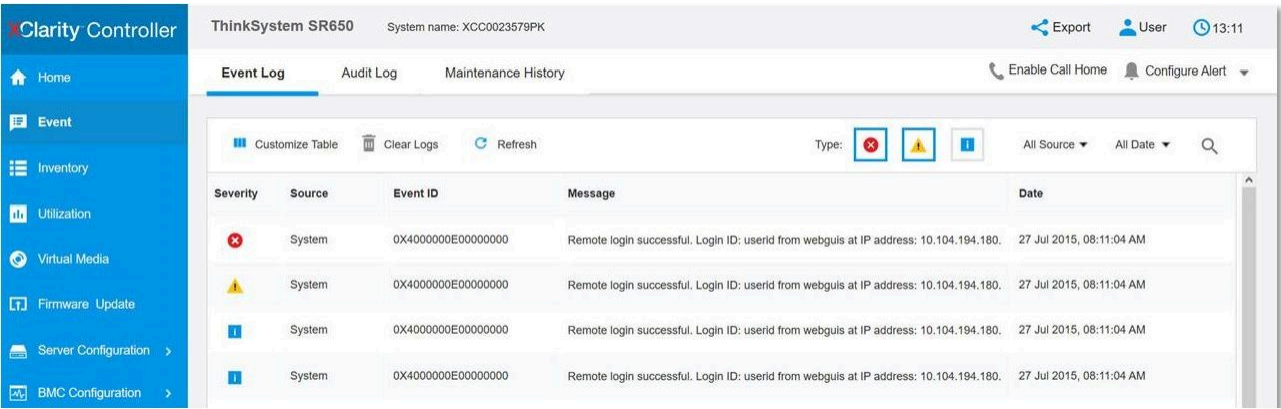 XClarity Controller
ThinkSystem SR650 System name: XCC0023579PK Export User 13:11
Home
Event Log Audit Log Maintenance History Enable Call Home Configure Alert
Event
Customize Table Clear Logs Refresh Type: All Source All Date
Inventory
Severity Source Event ID Message Date
Utilization
System 0X4000000E00000000 Remote login successful. Login ID: userid from webguis at IP address: 10.104.194.180. 27 Jul 2015, 08:11:04 AM
Virtual Media
System 0X4000000E00000000 Remote login successful. Login ID: userid from webguis at IP address: 10.104.194.180. 27 Jul 2015, 08:11:04 AM
Firmware Update
System 0X4000000E00000000 Remote login successful. Login ID: userid from webguis at IP address: 10.104.194.180. 27 Jul 2015, 08:11:04 AM
Server Configuration
System 0X4000000E00000000 Remote login successful. Login ID: userid from webguis at IP address: 10.104.194.180. 27 Jul 2015, 08:11:04 AM
BMC Configuration